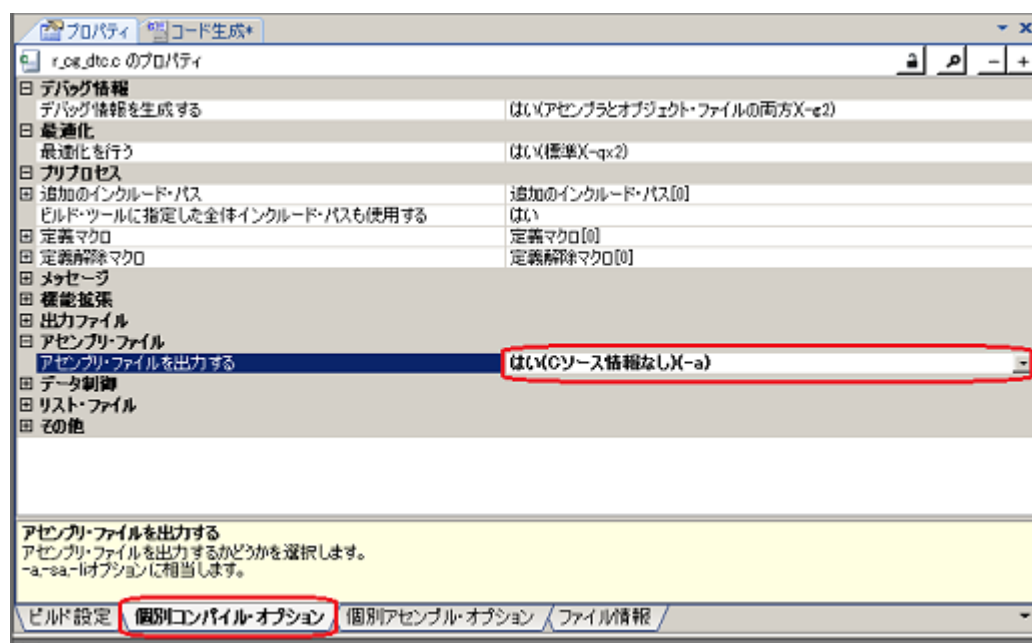 プロパティ コード生成*
r_cg_dtc.c のプロパティ
デバッグ情報
デバッグ情報を生成する はい(アセンブラとオブジェクト・ファイルの両方)(-g2)
最適化
最適化を行う はい(標準)(-qx2)
プリプロセス
追加のインクルード・パス 追加のインクルード・パス[0]
ビルド・ツールに指定した全体インクルード・パスも使用する はい
定義マクロ 定義マクロ[0]
定義解除マクロ 定義解除マクロ[0]
メッセージ
機能拡張
出力ファイル
アセンブリ・ファイル
アセンブリ・ファイルを出力する はい(Cソース情報なし)(-a)
データ制御
リスト・ファイル
その他
アセンブリ・ファイルを出力する
アセンブリ・ファイルを出力するかどうかを選択します。
-a,-sa,-liオプションに相当します。
ビルド設定 個別コンパイル・オプション 個別アセンブル・オプション ファイル情報